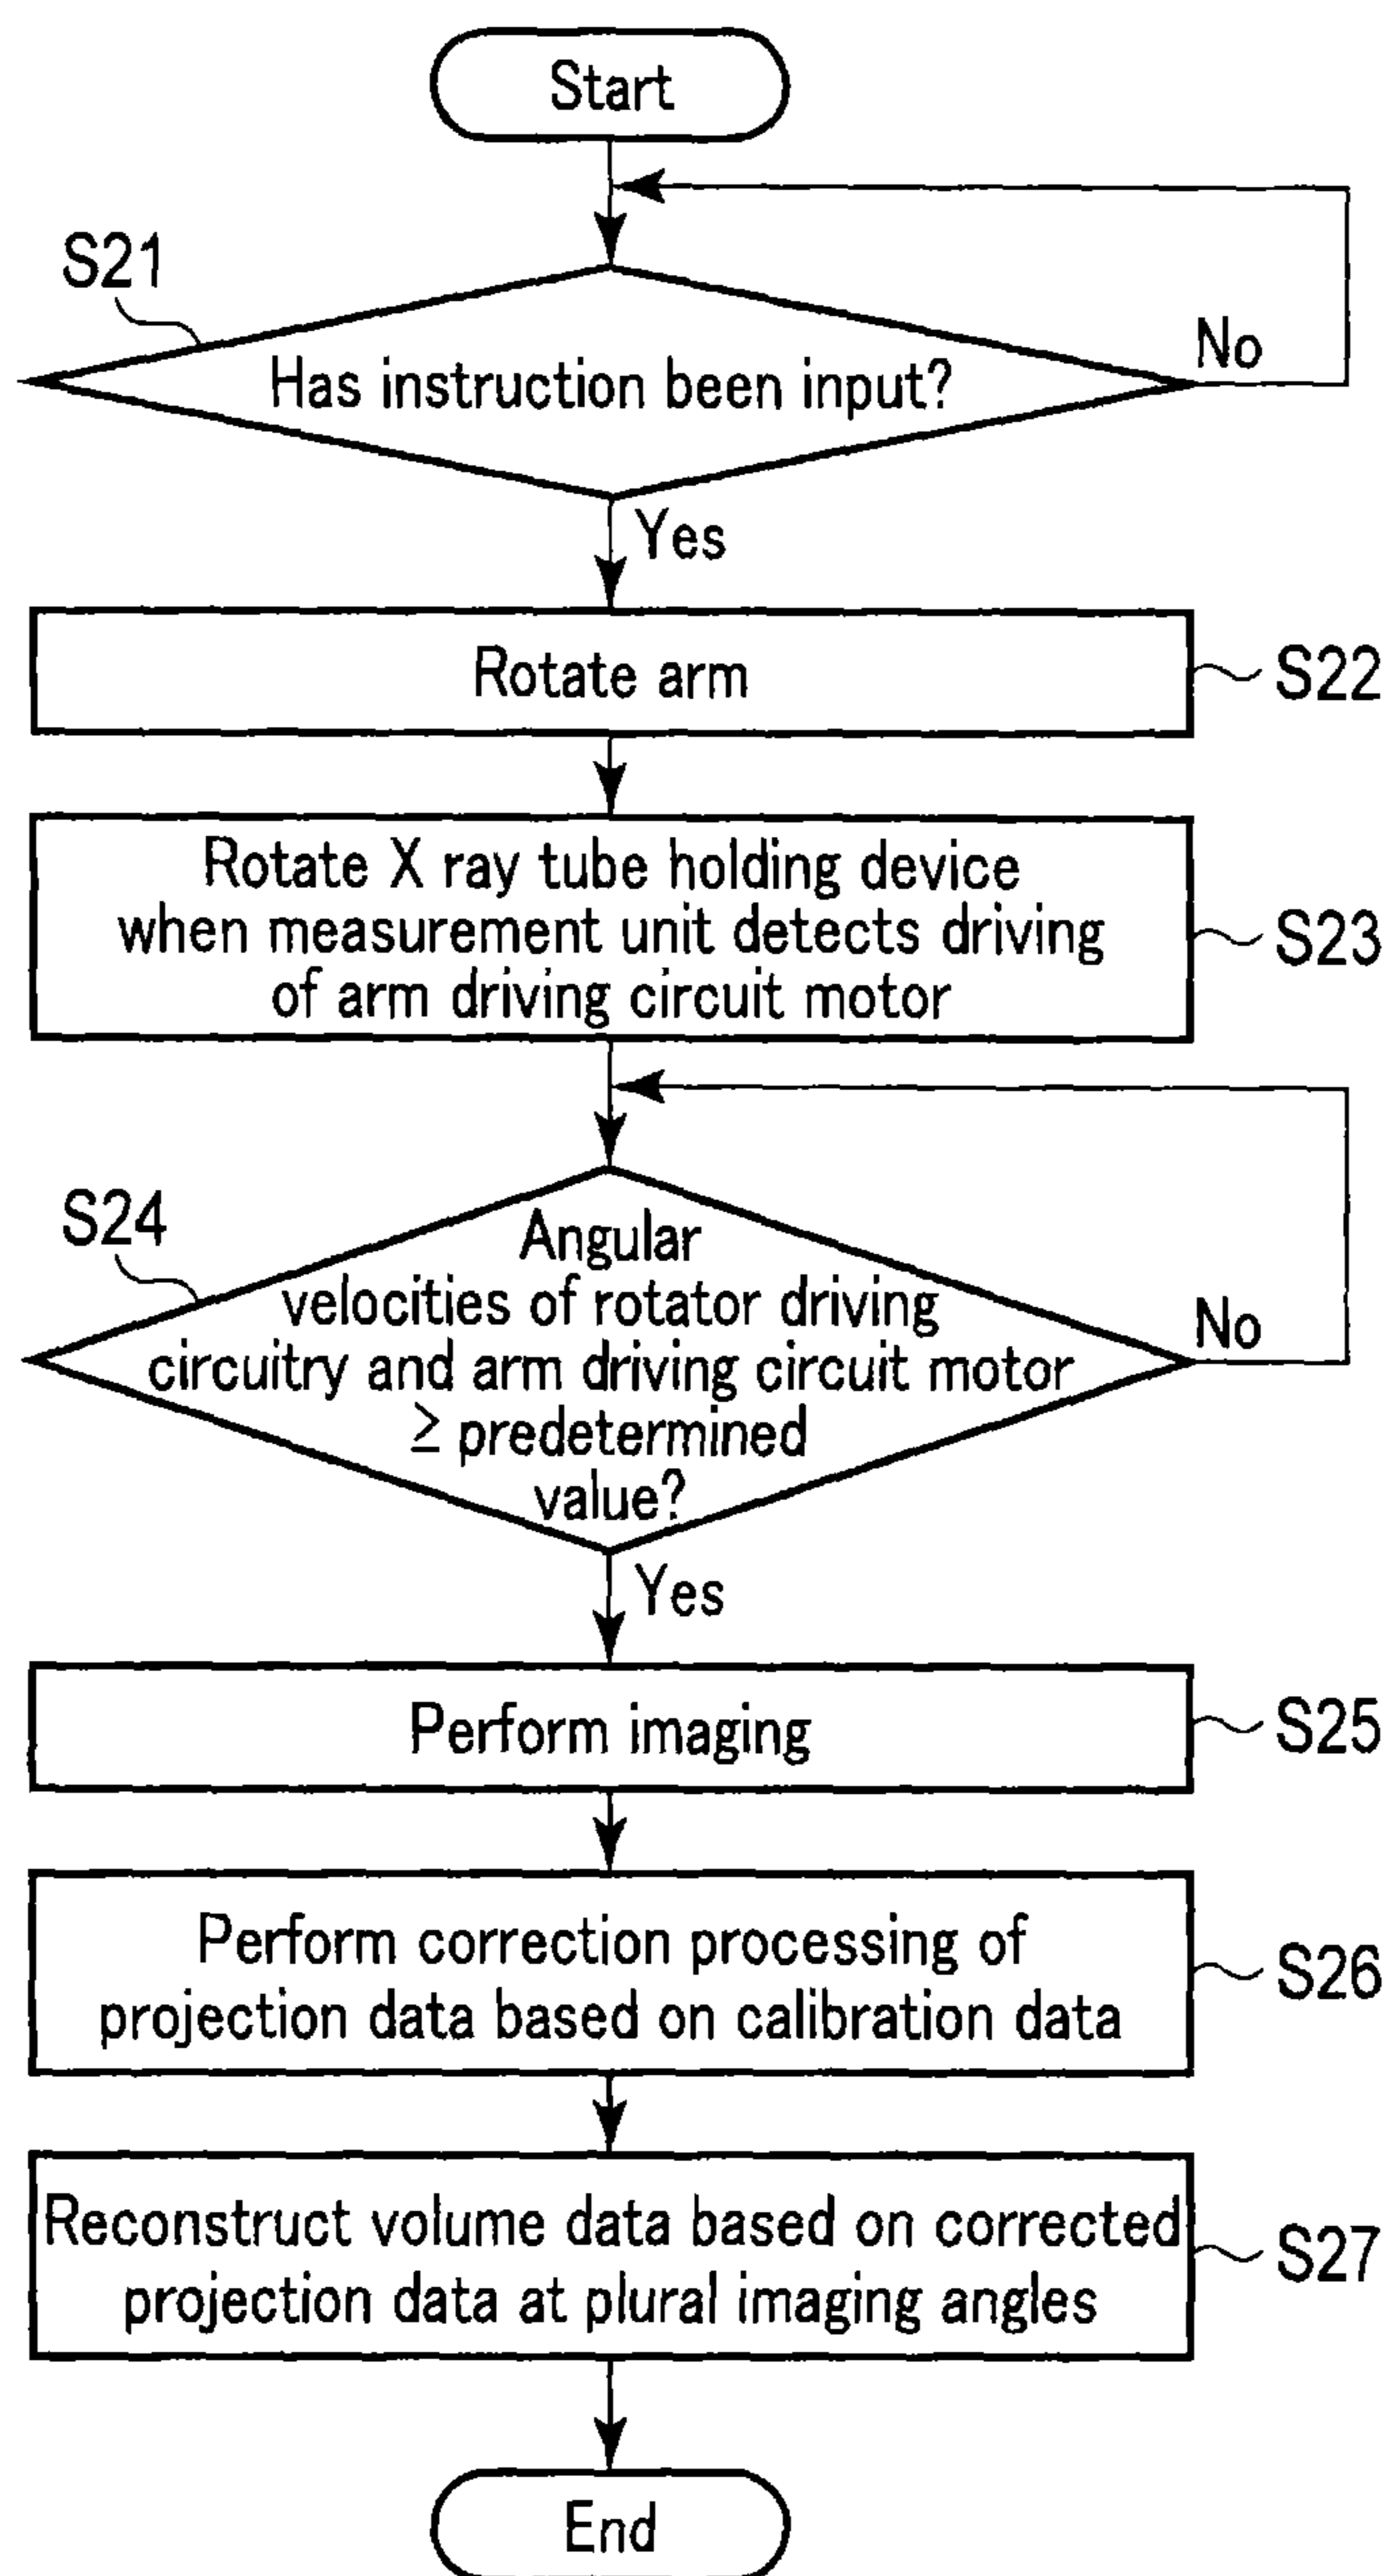 Start
S21
No
Has instruction been input?
Yes
Rotate arm
S22
Rotate X ray tube holding device
when measurement unit detects driving
of arm driving circuit motor
S23
S24
Angular
velocities of rotator driving
circuitry and arm driving circuit motor
≥ predetermined
value?
No
Yes
Perform imaging
S25
Perform correction processing of
projection data based on calibration data
S26
Reconstruct volume data based on corrected
projection data at plural imaging angles
S27
End